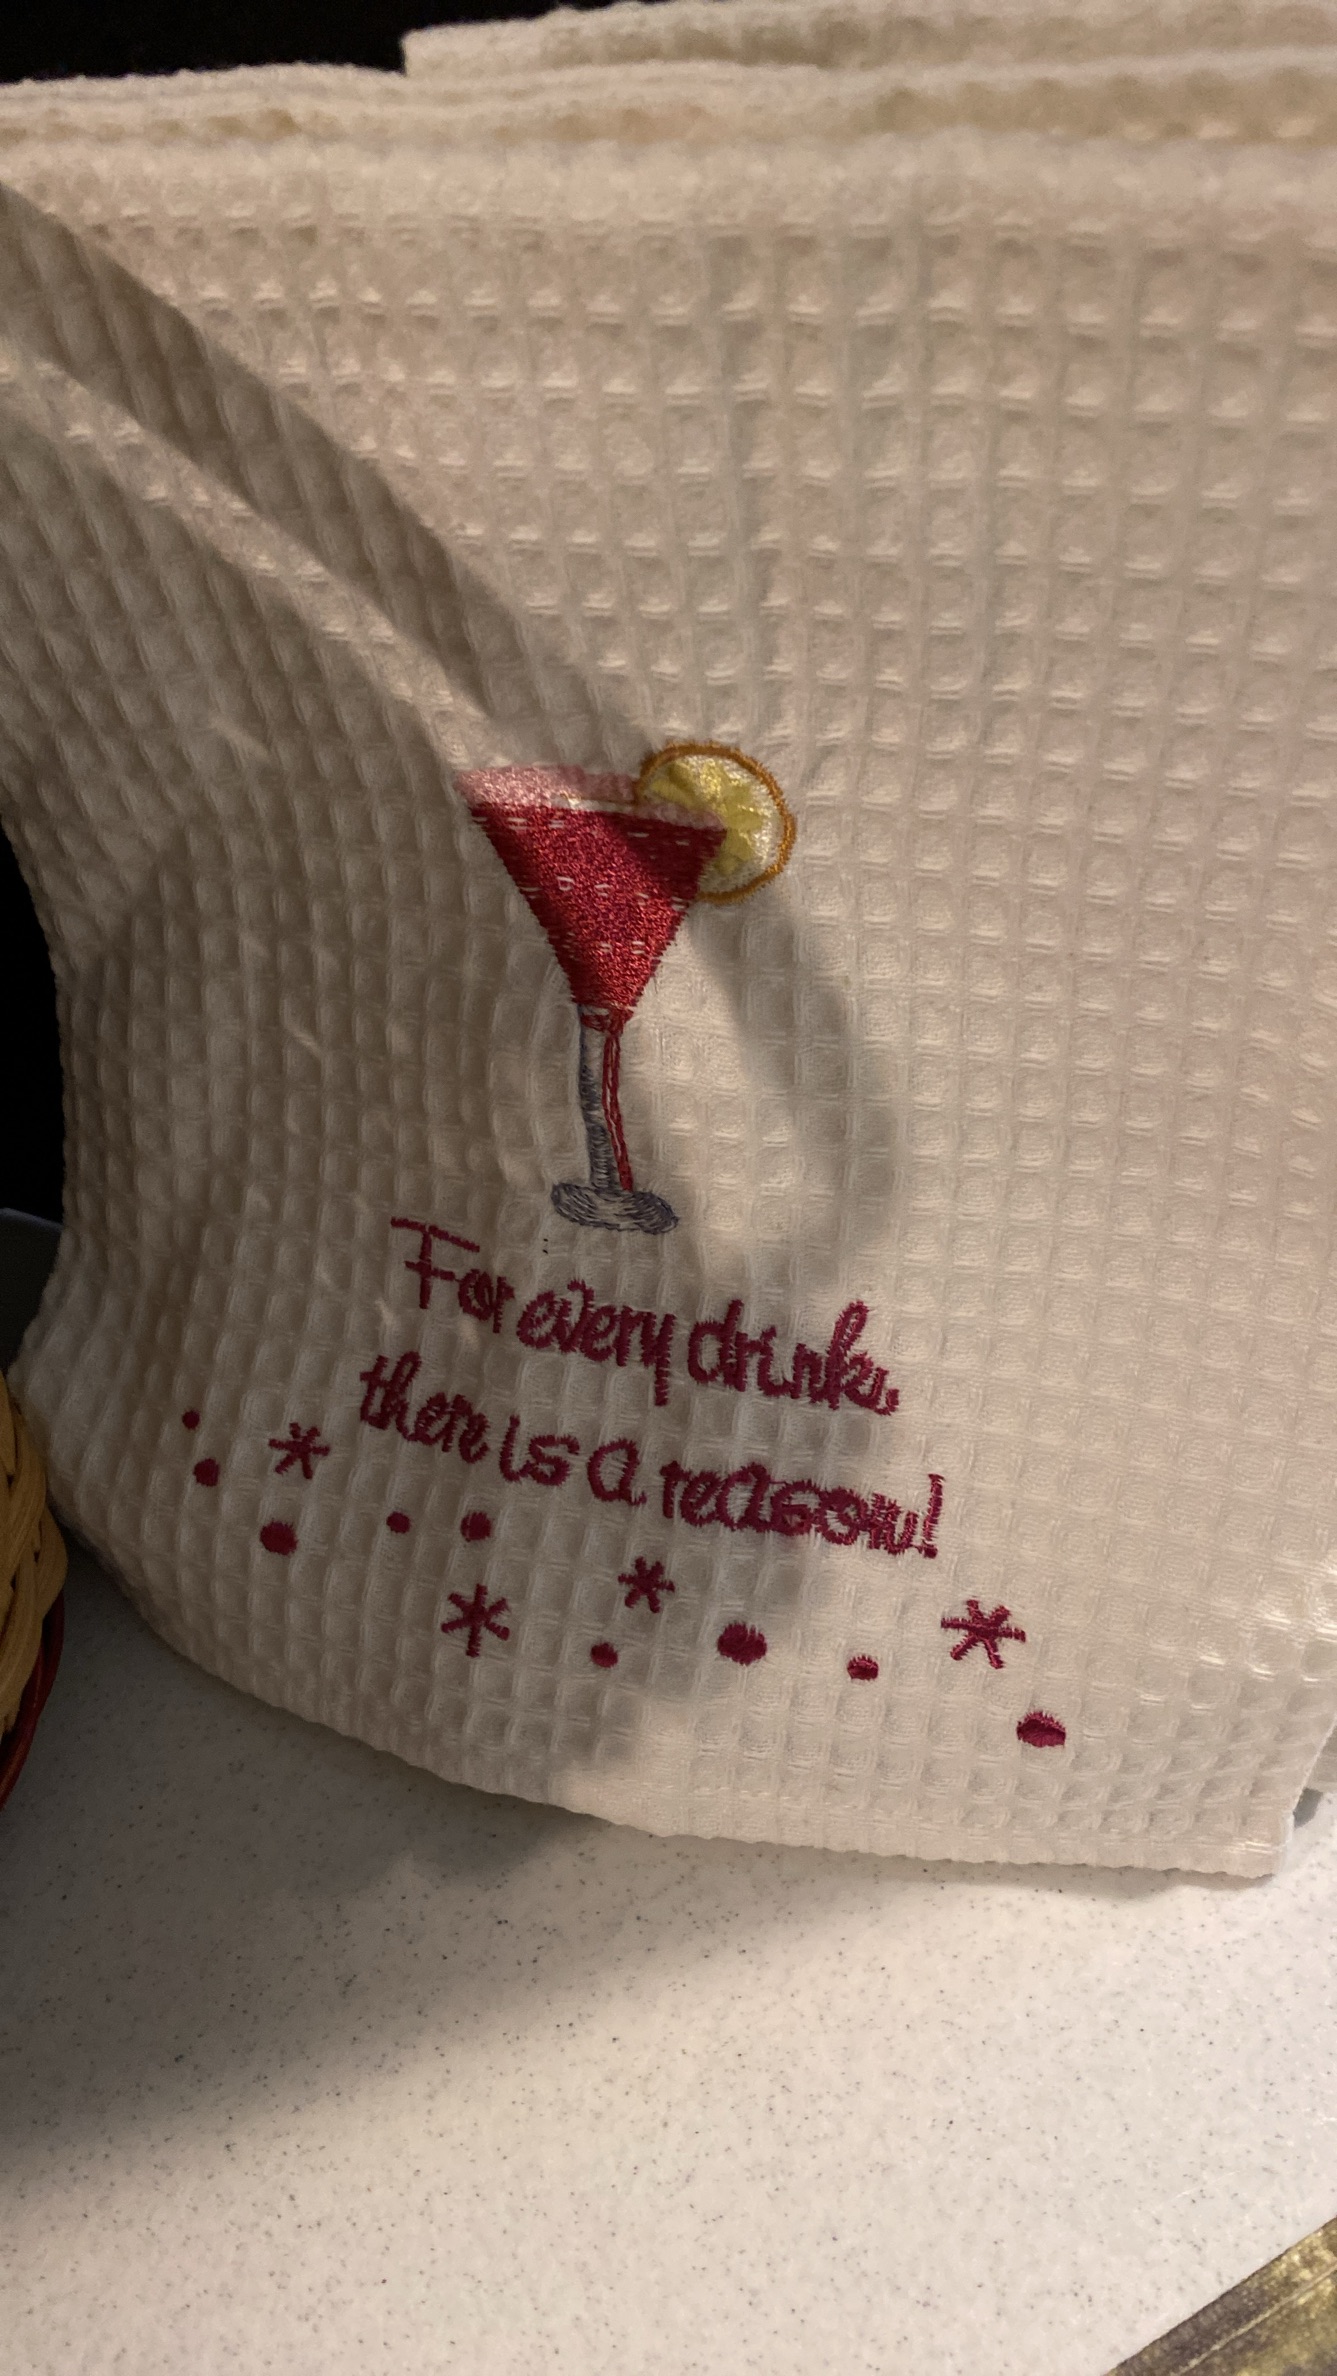 For every drink,
there is a reason!